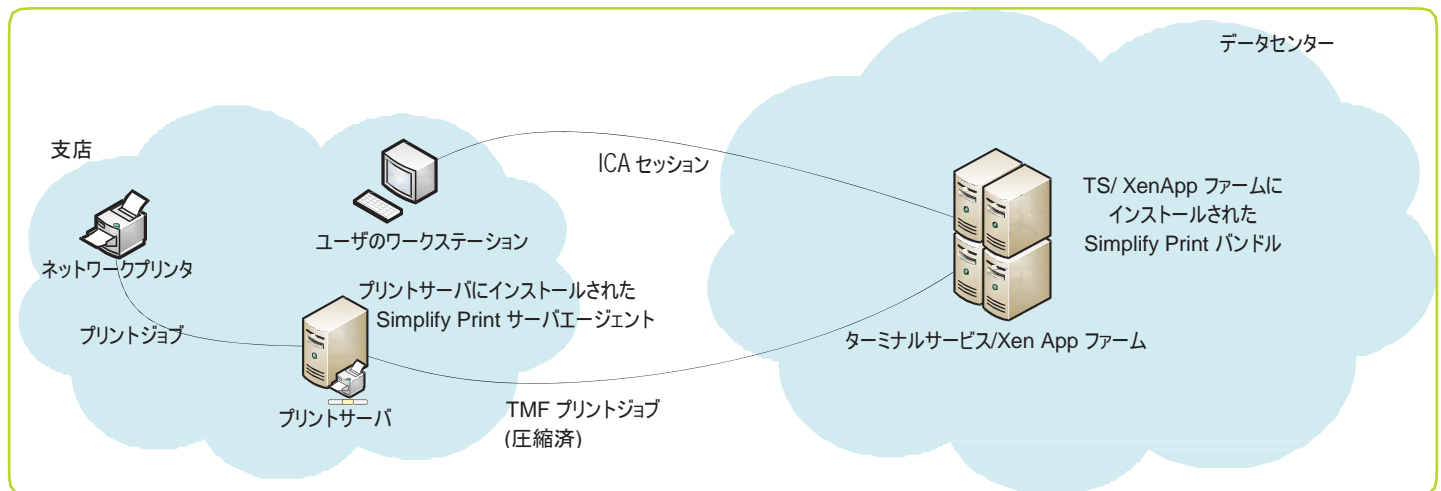 データセンター
支店
ICA セッション
TS/ XenApp ファームに
インストールされた
Simplify Print バンドル
ユーザのワークステーション
ネットワークプリンタ
プリントサーバにインストールされた
Simplify Print サーバエージェント
プリントジョブ
ターミナルサービス/Xen App ファーム
プリントサーバ
TMF プリントジョブ
(圧縮済)